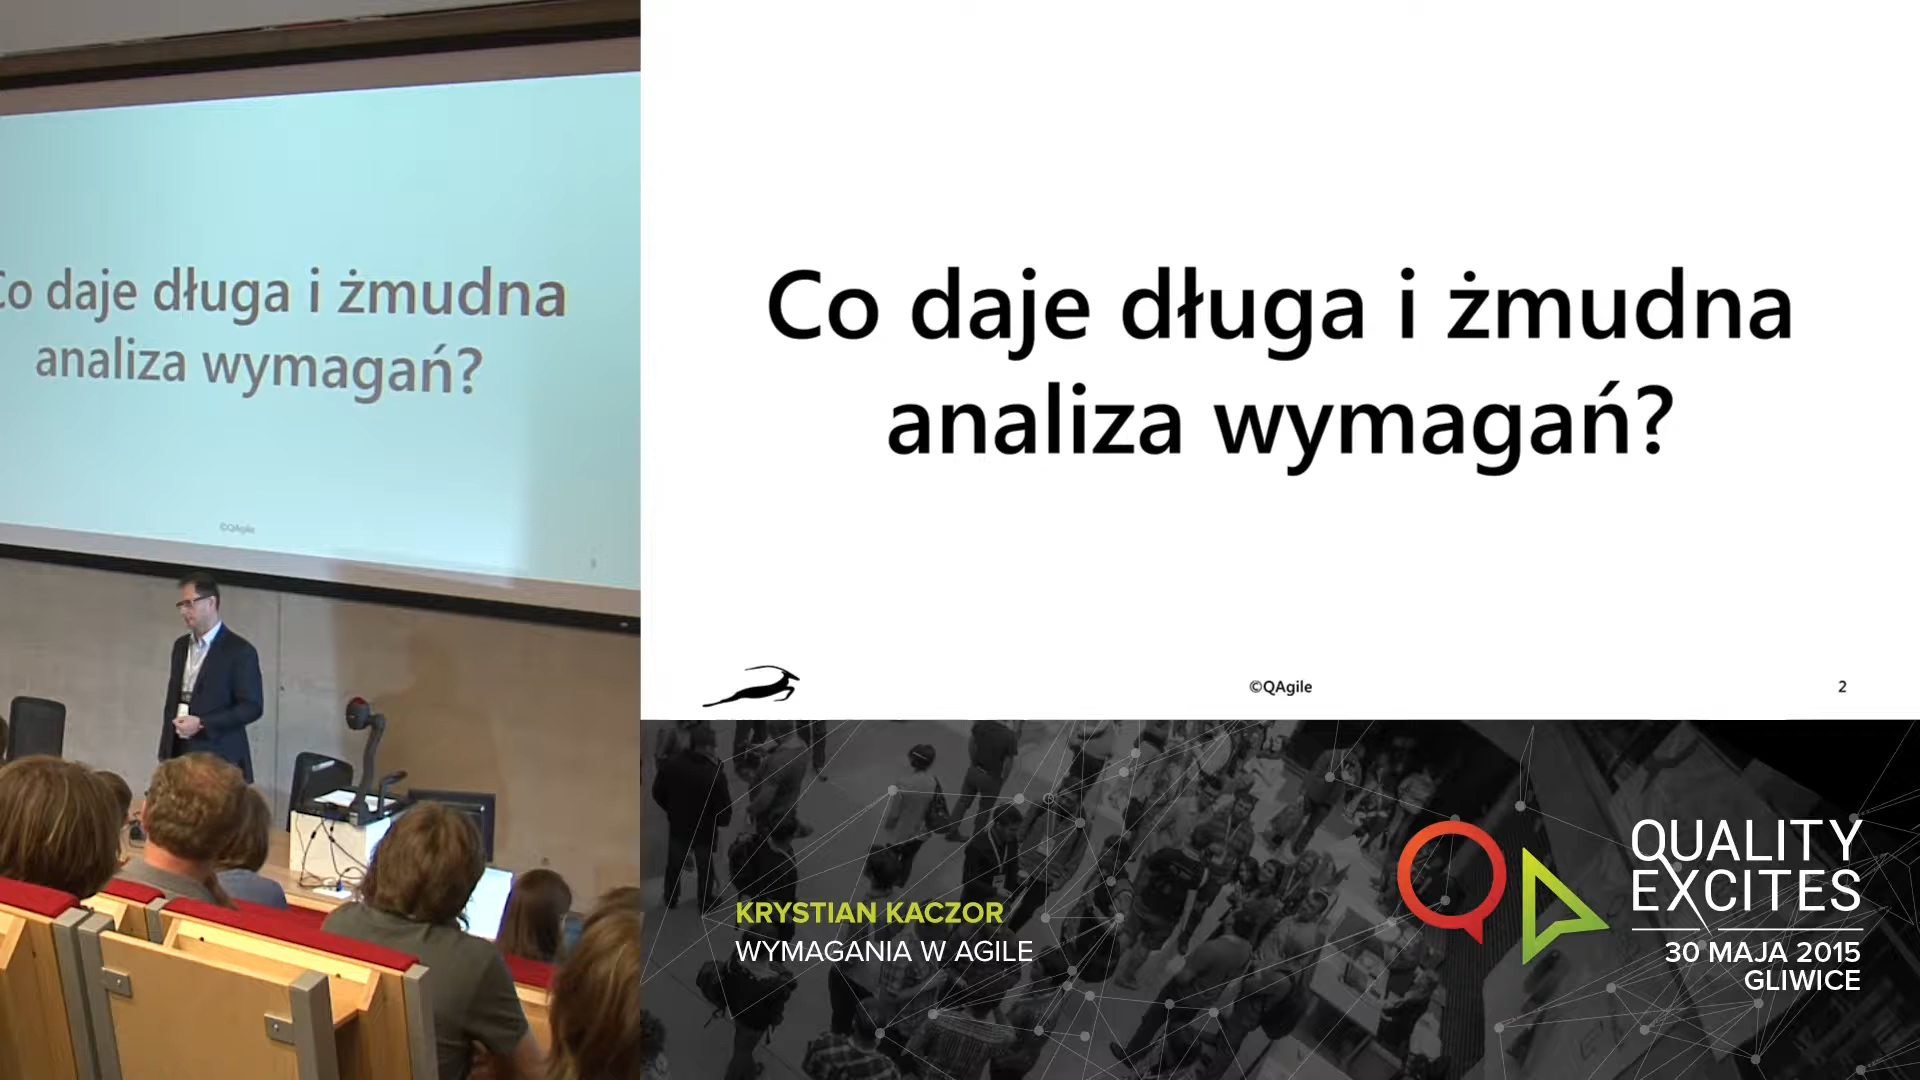 Co daje długa i żmudna
analiza wymagań?
©QAgile
Co daje długa i żmudna
analiza wymagań?
©QAgile
2
KRYSTIAN KACZOR
WYMAGANIA W AGILE
QUALITY
EXCITES
30 MAJA 2015
GLIWICE